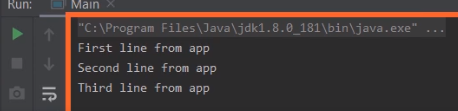 Run: Main ×
"C:\Program Files\Java\jdk1.8.0_181\bin\java.exe" ...
First line from app
Second line from app
Third line from app